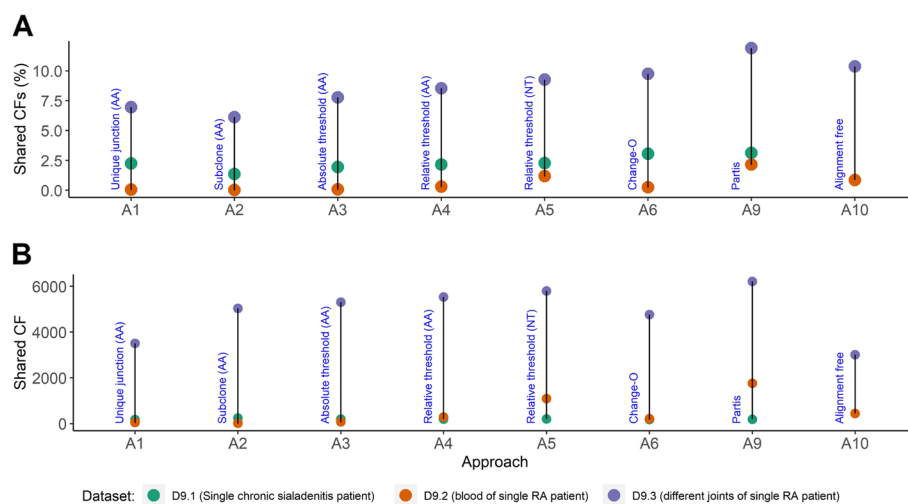 A
Shared CFs (%)
10.0
7.5
5.0
2.5
0.0
Unique junction (AA)
Subclone (AA)
Absolute threshold (AA)
Relative threshold (AA)
Relative threshold (NT)
Change-O
Partis
Alignment free
A1 A2 A3 A4 A5 A6 A9 A10
B
Shared CF
6000
4000
2000
0
Unique junction (AA)
Subclone (AA)
Absolute threshold (AA)
Relative threshold (AA)
Relative threshold (NT)
Change-O
Partis
Alignment free
A1 A2 A3 A4 A5 A6 A9 A10
Approach
Dataset: D9.1 (Single chronic sialadenitis patient) D9.2 (blood of single RA patient) D9.3 (different joints of single RA patient)